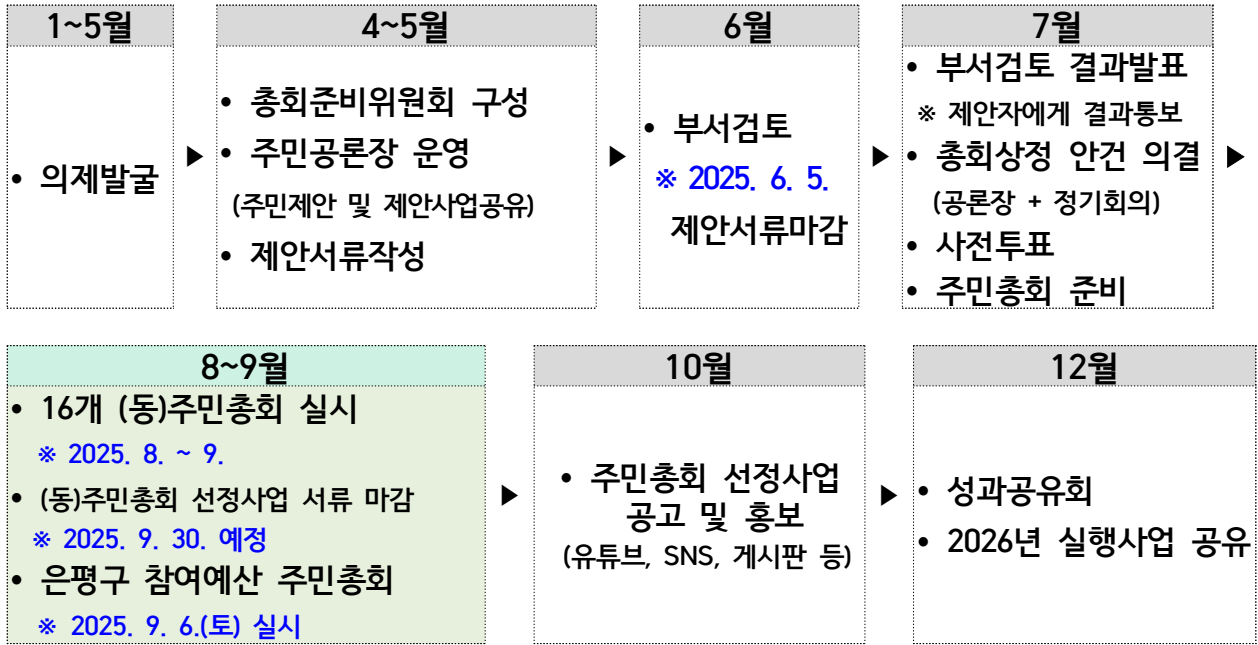 1~5월
• 의제발굴
▶
4~5월
• 총회준비위원회 구성
• 주민공론장 운영
(주민제안 및 제안사업공유)
• 제안서류작성
▶
6월
• 부서검토
※ 2025. 6. 5.
제안서류마감
▶
7월
• 부서검토 결과발표
※ 제안자에게 결과통보
• 총회상정 안건 의결
(공론장 + 정기회의)
• 사전투표
• 주민총회 준비
▶
8~9월
• 16개 (동)주민총회 실시
※ 2025. 8. ~ 9.
• (동)주민총회 선정사업 서류 마감
※ 2025. 9. 30. 예정
• 은평구 참여예산 주민총회
※ 2025. 9. 6.(토) 실시
▶
10월
• 주민총회 선정사업
공고 및 홍보
(유튜브, SNS, 게시판 등)
▶
12월
• 성과공유회
• 2026년 실행사업 공유